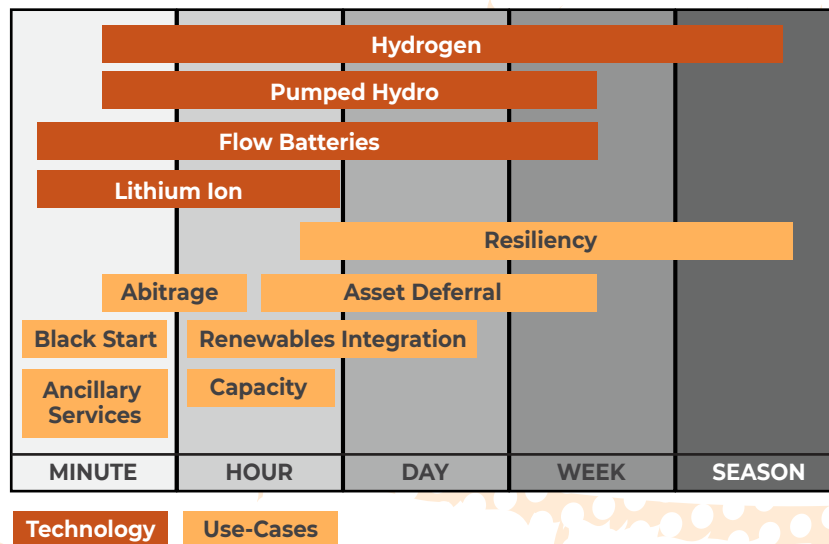 Hydrogen
Pumped Hydro
Flow Batteries
Lithium Ion
Resiliency
Abitrage
Asset Deferral
Black Start
Renewables Integration
Ancillary
Services
Capacity
MINUTE
HOUR
DAY
WEEK
SEASON
Technology
Use-Cases